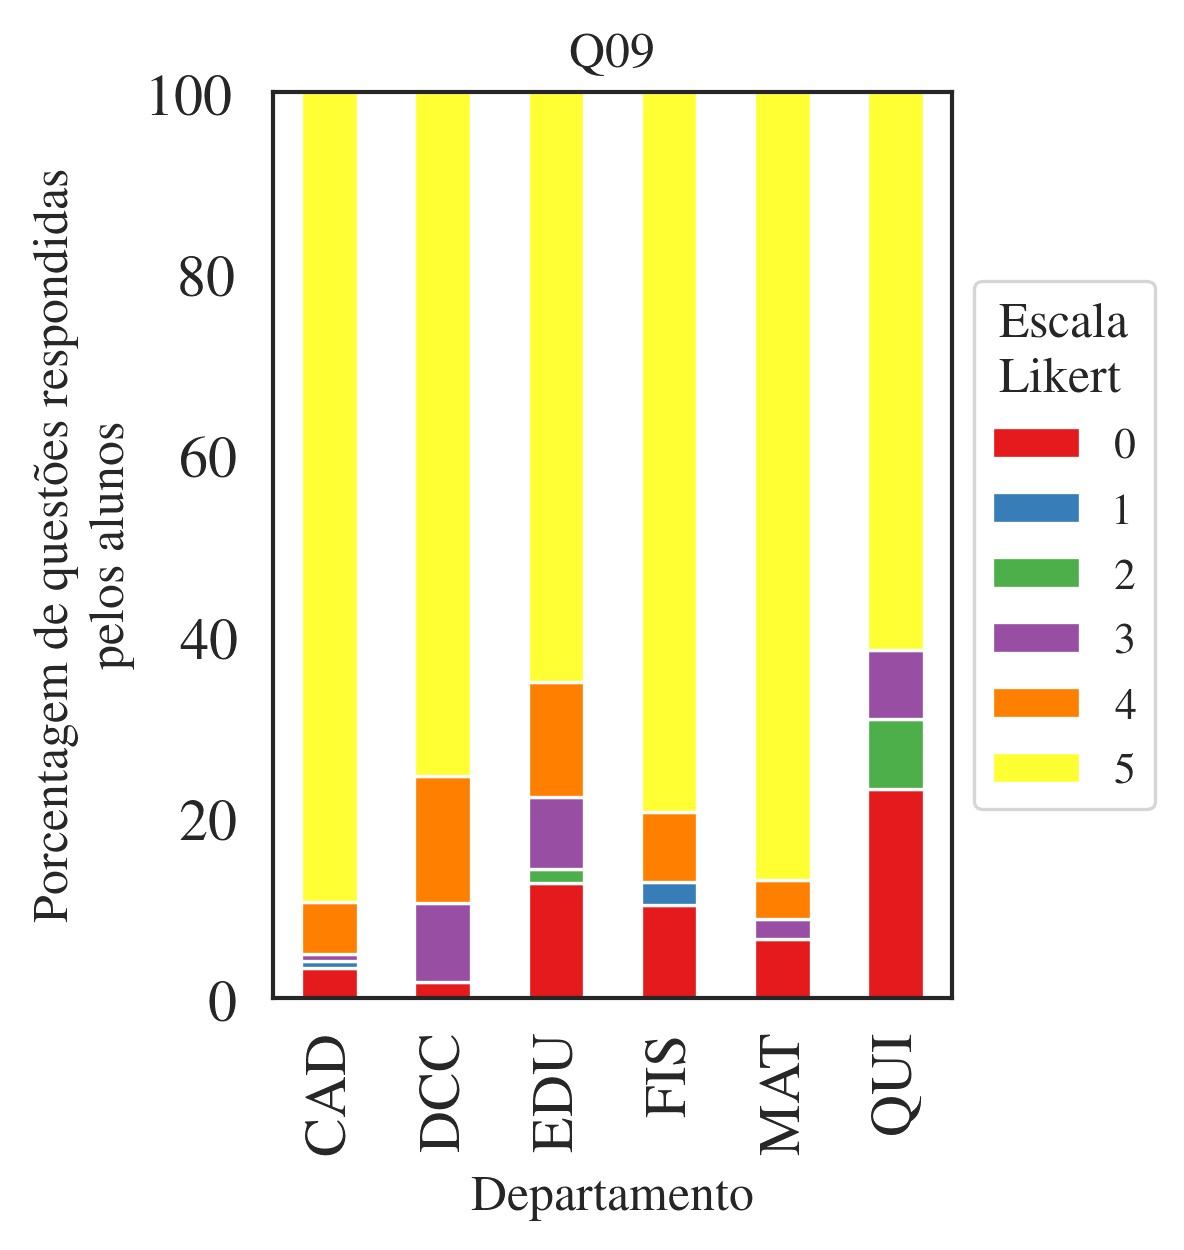 Q09
Porcentagem de questões respondidas
pelos alunos
100
80
60
40
20
0
CAD
DCC
EDU
FIS
MAT
QUI
Departamento
Escala
Likert
0
1
2
3
4
5